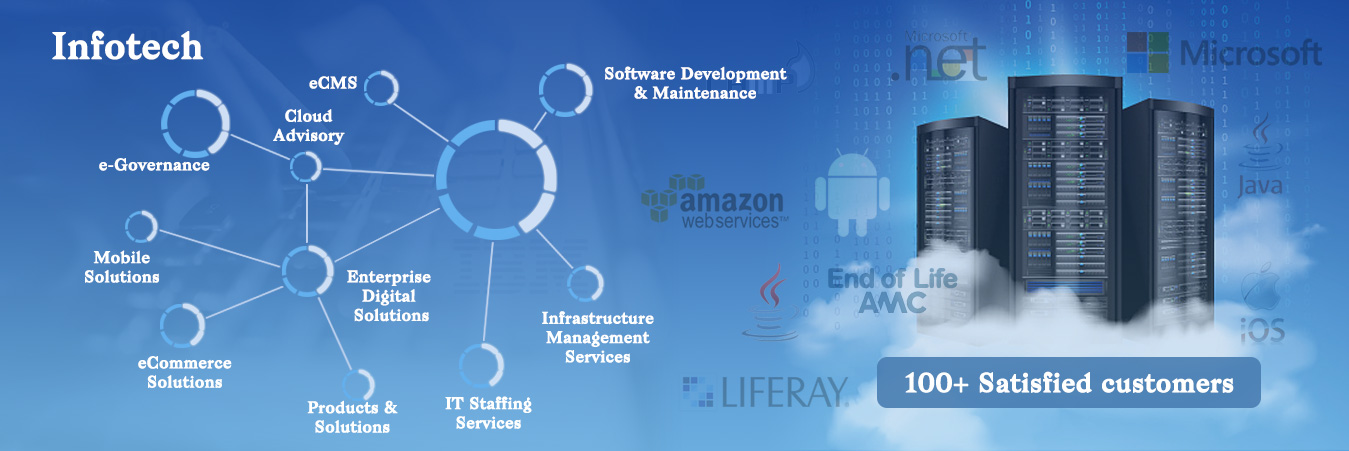 Infotech
eCMS
Software Development
& Maintenance
Cloud
Advisory
e-Governance
Mobile
Solutions
Enterprise
Digital
Solutions
eCommerce
Solutions
Products &
Solutions
IT Staffing
Services
Infrastructure
Management
Services
Microsoft
.net
Microsoft
Java
amazon
webservices™
End of Life
AMC
iOS
LIFERAY.
100+ Satisfied customers